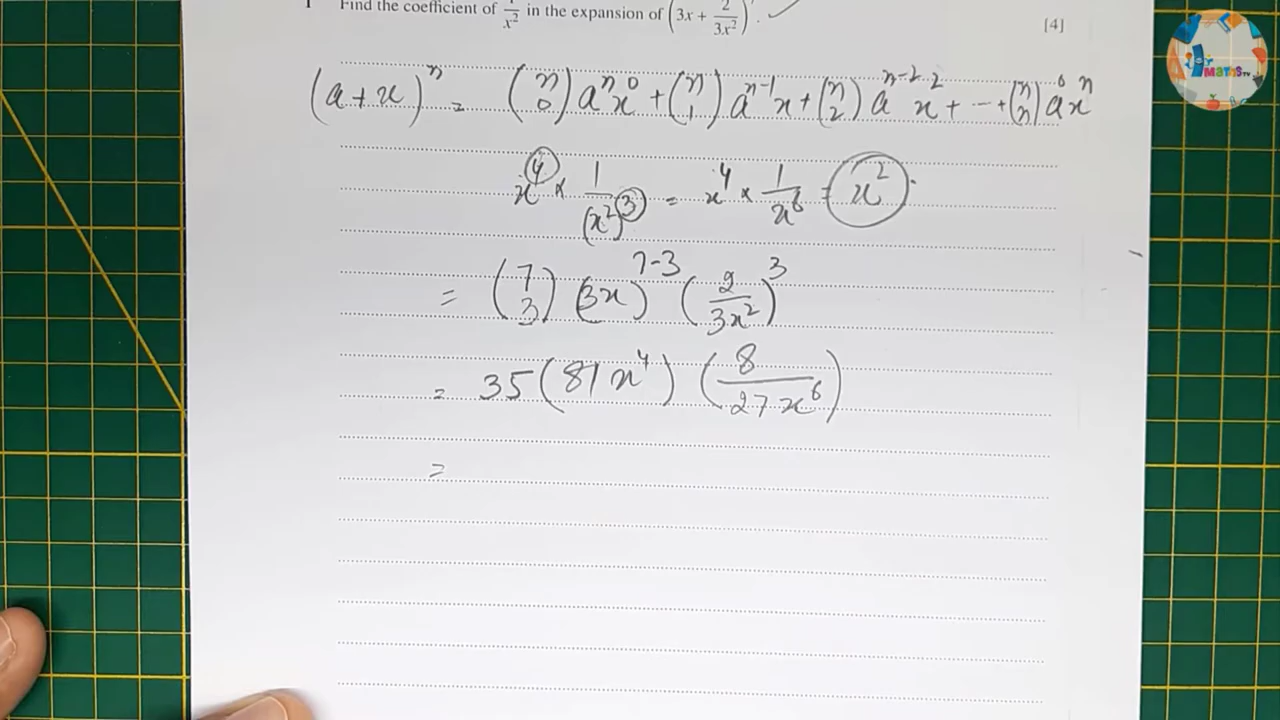 Find the coefficient of 1/x² in the expansion of (3x + 2/3x²) .
[4]
Maths TV
(a+x)ⁿ = (n 0) aⁿx⁰ + (n 1) aⁿ⁻¹x + (n 2) aⁿ⁻²x² + --- + (n n) a⁰xⁿ
x⁴ × 1/(x²)³ = x⁴ × 1/x⁶ = x² .
= (7 3) (3x)⁷⁻³ (2/3x²)³
= 35 (81x⁴) (8/27x⁶)
=